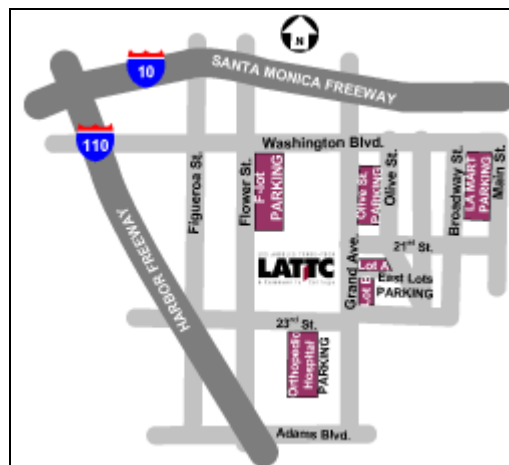 N
10
SANTA MONICA FREEWAY
110
Washington Blvd.
Figueroa St.
Flower St.
F-lot
PARKING
Olive St.
PARKING
Olive St.
Broadway St.
LA MART
PARKING
Main St.
HARBOR FREEWAY
LATTC
Grand Ave.
21st St.
Lot A
Lot B
East Lots
PARKING
23rd St.
Orthopedic
Hospital
PARKING
Adams Blvd.